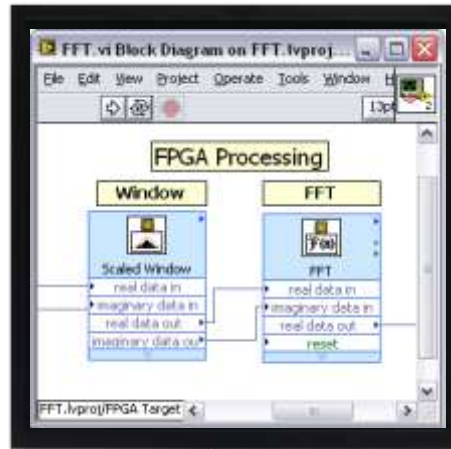 FFT.vi Block Diagram on FFT.lvproj...
File Edit View Project Operate Tools Window H
13pt
2
FPGA Processing
Window
FFT
Scaled Window
real data in
imaginary data in
real data out
imaginary data out
F(ω)
FFT
real data in
imaginary data in
real data out
reset
FFT.lvproj/FPGA Target